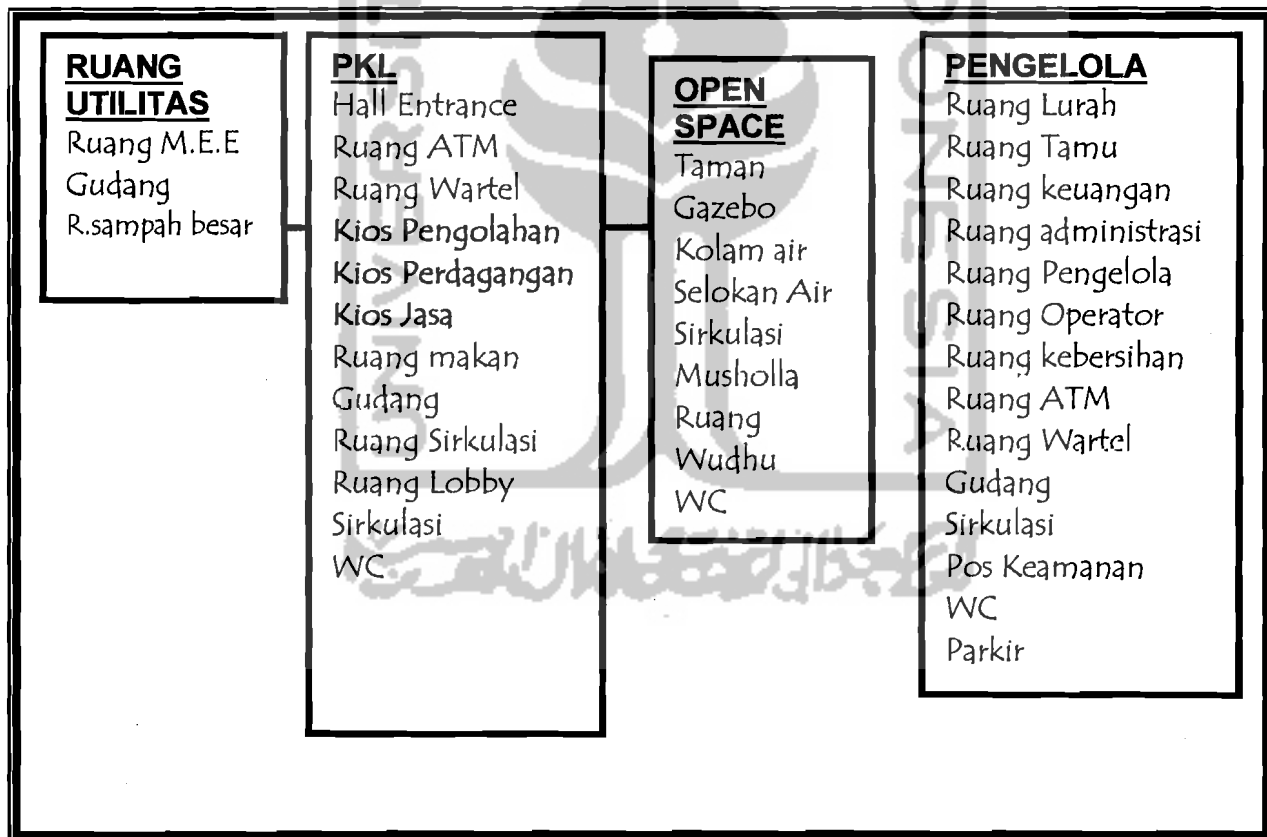 RUANG
UTILITAS
Ruang M.E.E
Gudang
R.sampah besar
PKL
Hall Entrance
Ruang ATM
Ruang Wartel
Kios Pengolahan
Kios Perdagangan
Kios Jasa
Ruang makan
Gudang
Ruang Sirkulasi
Ruang Lobby
Sirkulasi
WC
OPEN
SPACE
Taman
Gazebo
Kolam air
Selokan Air
Sirkulasi
Musholla
Ruang
Wudhu
WC
PENGELOLA
Ruang Lurah
Ruang Tamu
Ruang keuangan
Ruang administrasi
Ruang Pengelola
Ruang Operator
Ruang kebersihan
Ruang ATM
Ruang Wartel
Gudang
Sirkulasi
Pos Keamanan
WC
Parkir